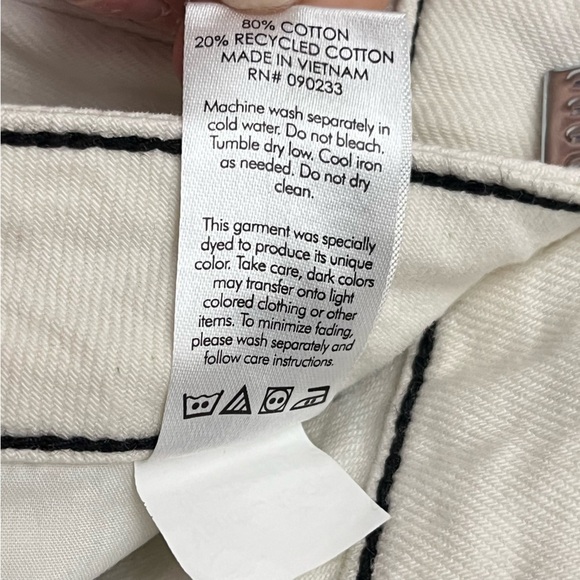 80% COTTON
20% RECYCLED COTTON
MADE IN VIETNAM
RN# 090233
Machine wash separately in
cold water. Do not bleach.
Tumble dry low. Cool iron
as needed. Do not dry
clean.
This garment was specially
dyed to produce its unique
color. Take care, dark colors
may transfer onto light
colored clothing or other
items. To minimize fading,
please wash separately and
follow care instructions.